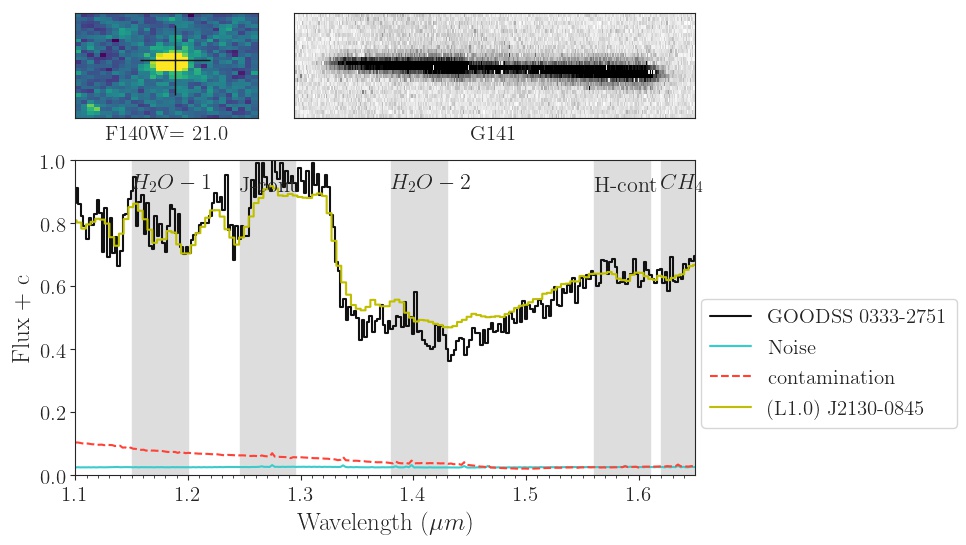 F140W= 21.0
G141
H₂O − 1
J-cont
H₂O − 2
H-cont
CH₄
1.0
0.8
0.6
0.4
0.2
0.0
Flux + c
1.1 1.2 1.3 1.4 1.5 1.6
Wavelength (μm)
GOODSS 0333-2751
Noise
contamination
(L1.0) J2130-0845